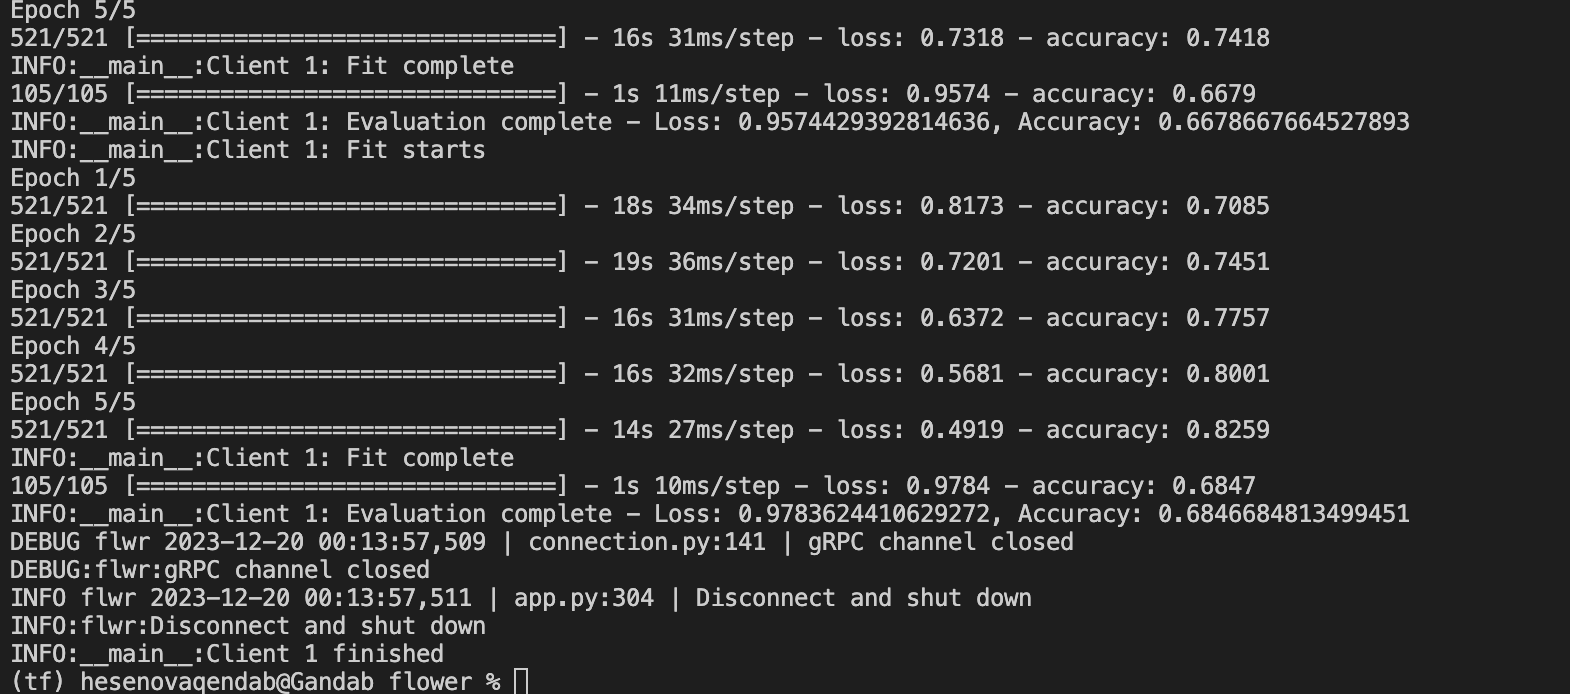 Epoch 5/5
521/521 [==============================] - 16s 31ms/step - loss: 0.7318 - accuracy: 0.7418
INFO:__main__:Client 1: Fit complete
105/105 [==============================] - 1s 11ms/step - loss: 0.9574 - accuracy: 0.6679
INFO:__main__:Client 1: Evaluation complete - Loss: 0.9574429392814636, Accuracy: 0.6678667664527893
INFO:__main__:Client 1: Fit starts
Epoch 1/5
521/521 [==============================] - 18s 34ms/step - loss: 0.8173 - accuracy: 0.7085
Epoch 2/5
521/521 [==============================] - 19s 36ms/step - loss: 0.7201 - accuracy: 0.7451
Epoch 3/5
521/521 [==============================] - 16s 31ms/step - loss: 0.6372 - accuracy: 0.7757
Epoch 4/5
521/521 [==============================] - 16s 32ms/step - loss: 0.5681 - accuracy: 0.8001
Epoch 5/5
521/521 [==============================] - 14s 27ms/step - loss: 0.4919 - accuracy: 0.8259
INFO:__main__:Client 1: Fit complete
105/105 [==============================] - 1s 10ms/step - loss: 0.9784 - accuracy: 0.6847
INFO:__main__:Client 1: Evaluation complete - Loss: 0.9783624410629272, Accuracy: 0.6846684813499451
DEBUG flwr 2023-12-20 00:13:57,509 | connection.py:141 | gRPC channel closed
DEBUG:flwr:gRPC channel closed
INFO flwr 2023-12-20 00:13:57,511 | app.py:304 | Disconnect and shut down
INFO:flwr:Disconnect and shut down
INFO:__main__:Client 1 finished
(tf) hesenovaqendab@Gandab flower %